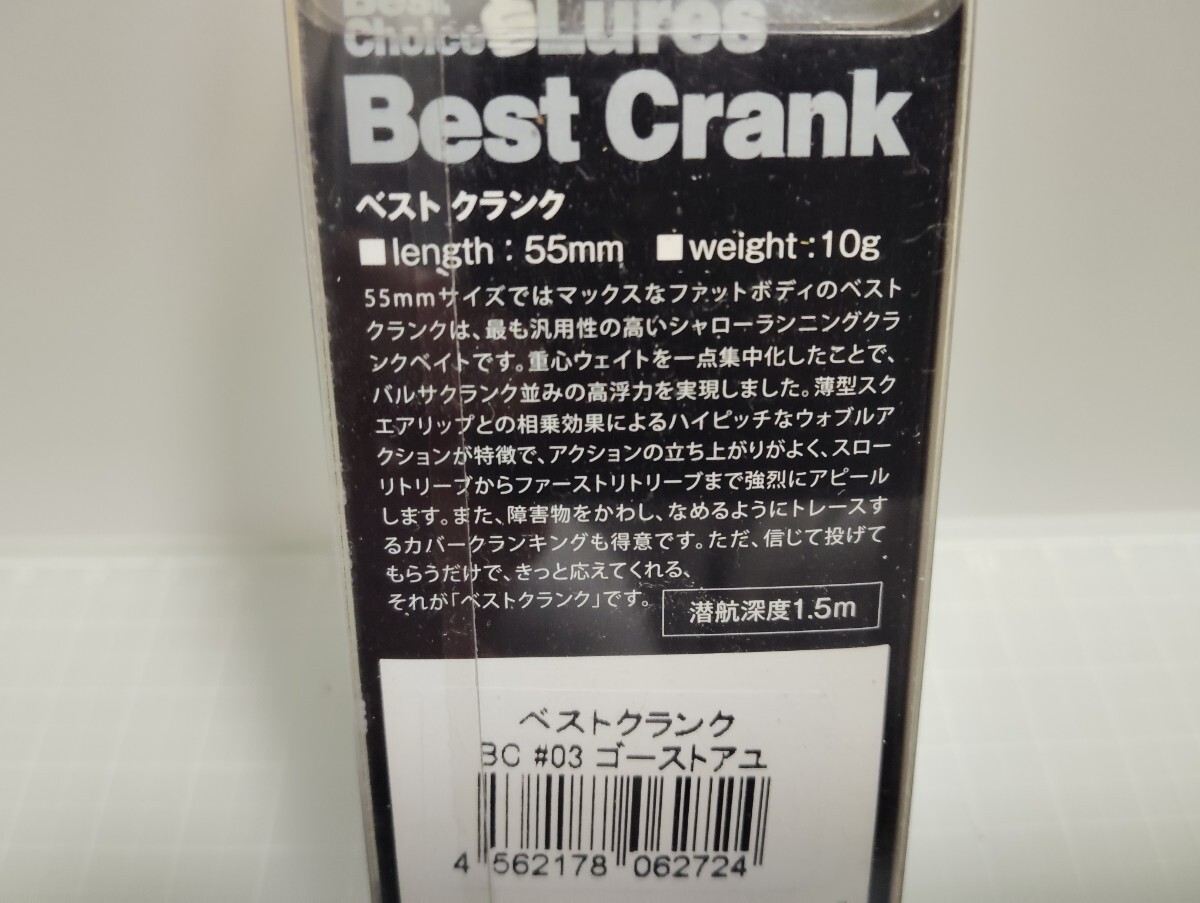 Best
Choice Lures
Best Crank
ベスト クランク
■length : 55mm ■weight : 10g
55mmサイズではマックスなファットボディのベスト
クランクは、最も汎用性の高いシャローランニングクラ
ンクベイトです。重心ウェイトを一点集中化したことで、
バルサクランク並みの高浮力を実現しました。薄型スク
エアリップとの相乗効果によるハイピッチなウォブルア
クションが特徴で、アクションの立ち上がりがよく、スロー
リトリーブからファーストリトリーブまで強烈にアピール
します。また、障害物をかわし、なめるようにトレースす
るカバークランキングも得意です。ただ、信じて投げて
もらうだけで、きっと応えてくれる、
それが「ベストクランク」です。
潜航深度1.5m
ベストクランク
BC #03 ゴーストアユ
4 562178 062724